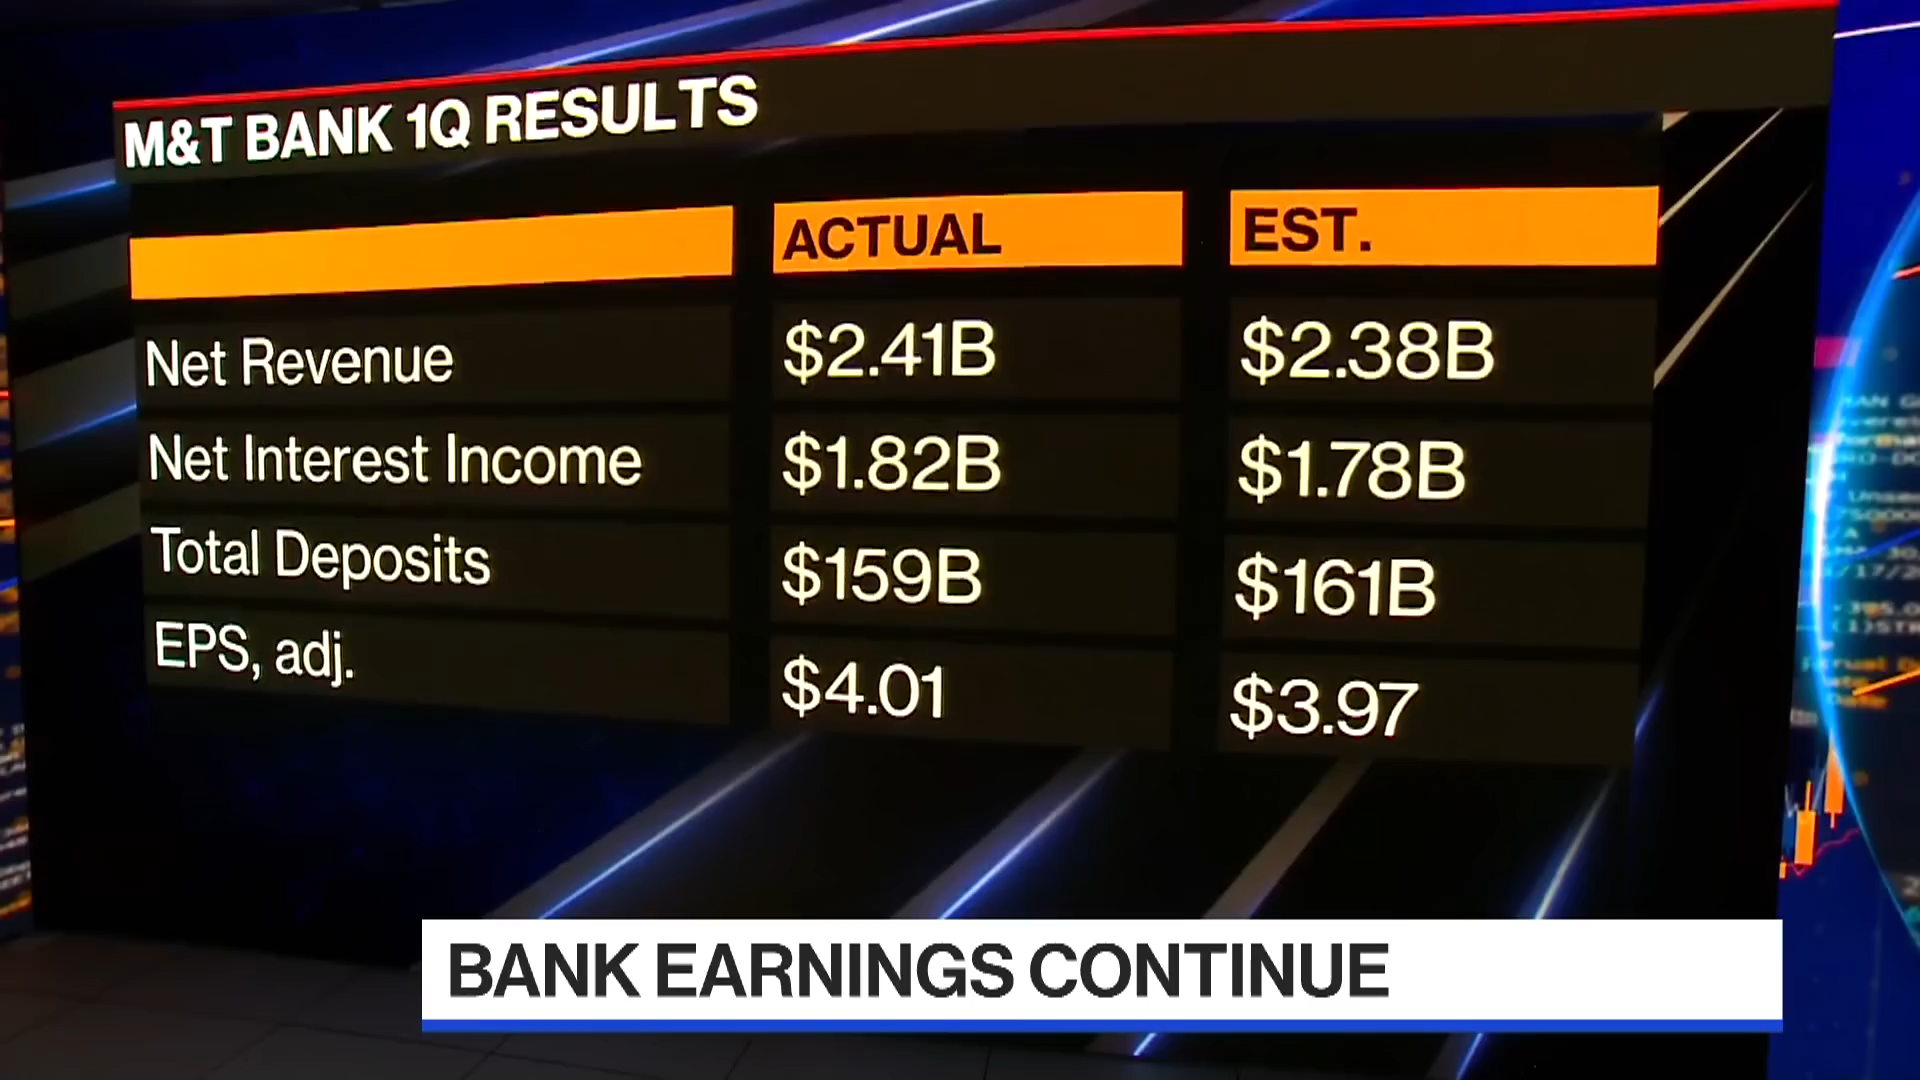 M&T BANK 1Q RESULTS
ACTUAL EST.
Net Revenue $2.41B $2.38B
Net Interest Income $1.82B $1.78B
Total Deposits $159B $161B
EPS, adj. $4.01 $3.97
BANK EARNINGS CONTINUE